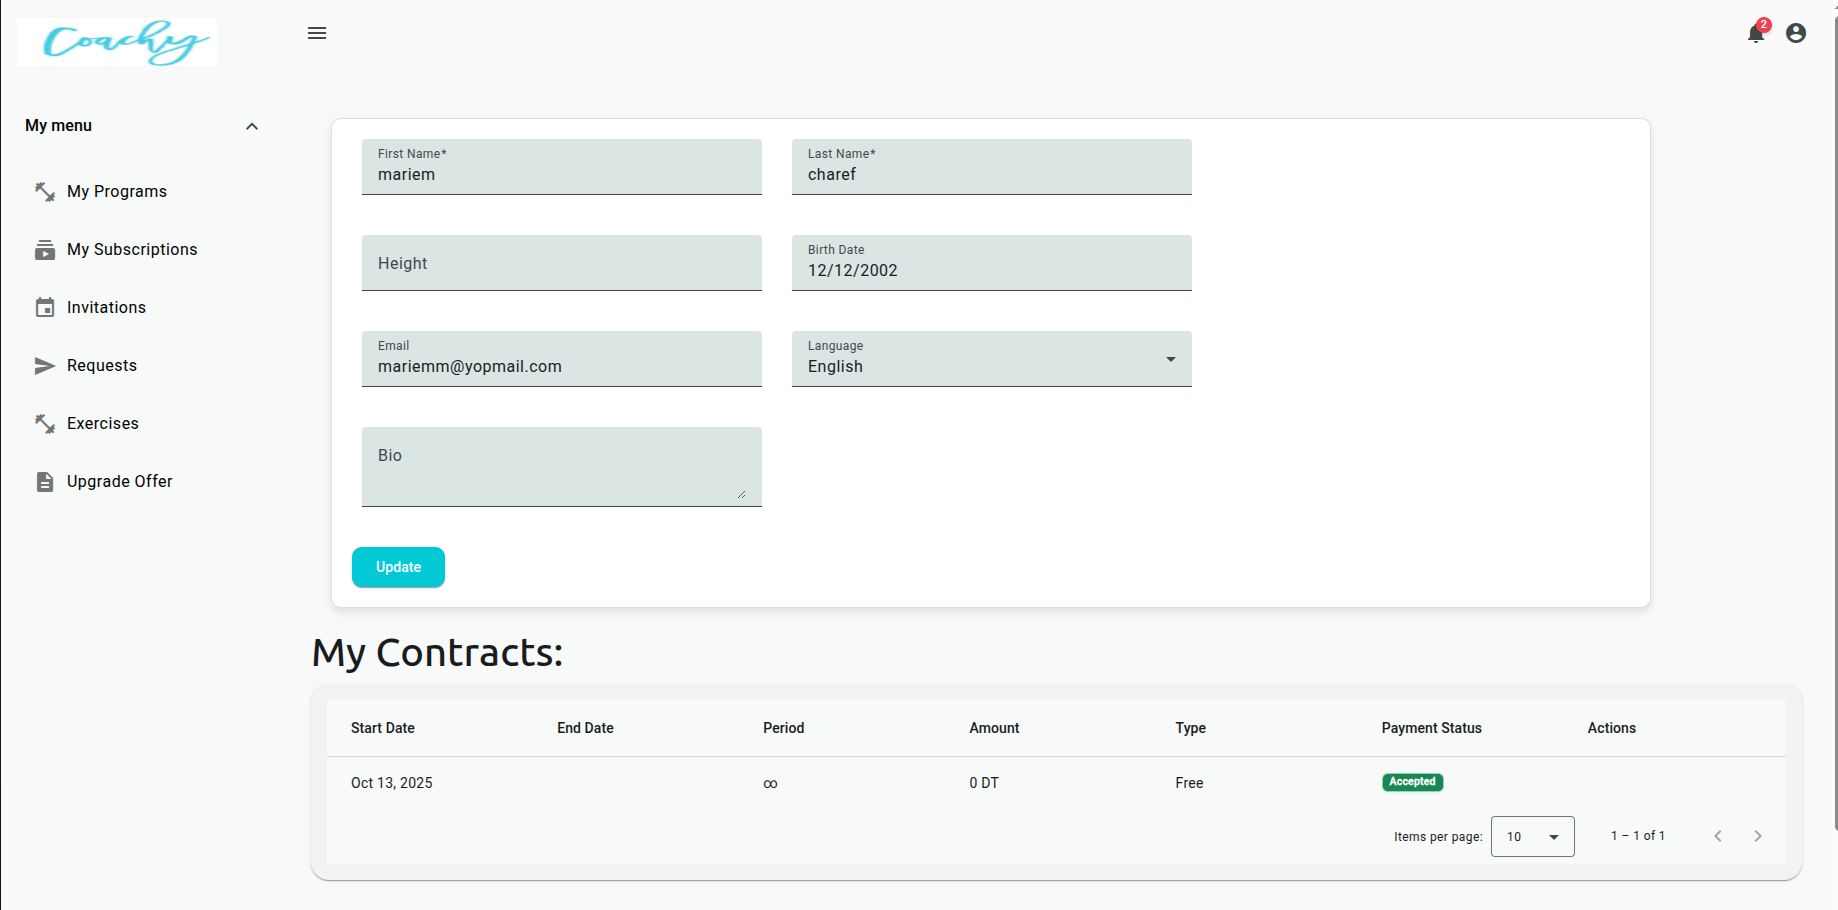 Coachy
2
My menu
My Programs
My Subscriptions
Invitations
Requests
Exercises
Upgrade Offer
First Name*
mariem
Last Name*
charef
Height
Birth Date
12/12/2002
Email
mariemm@yopmail.com
Language
English
Bio
Update
My Contracts:
Start Date End Date Period Amount Type Payment Status Actions
Oct 13, 2025 ∞ 0 DT Free Accepted
Items per page: 10 1 – 1 of 1